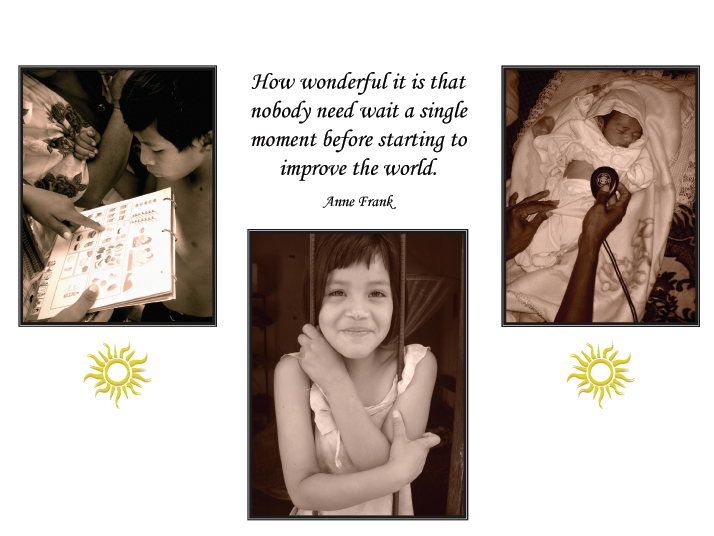 How wonderful it is that
nobody need wait a single
moment before starting to
improve the world.
Anne Frank